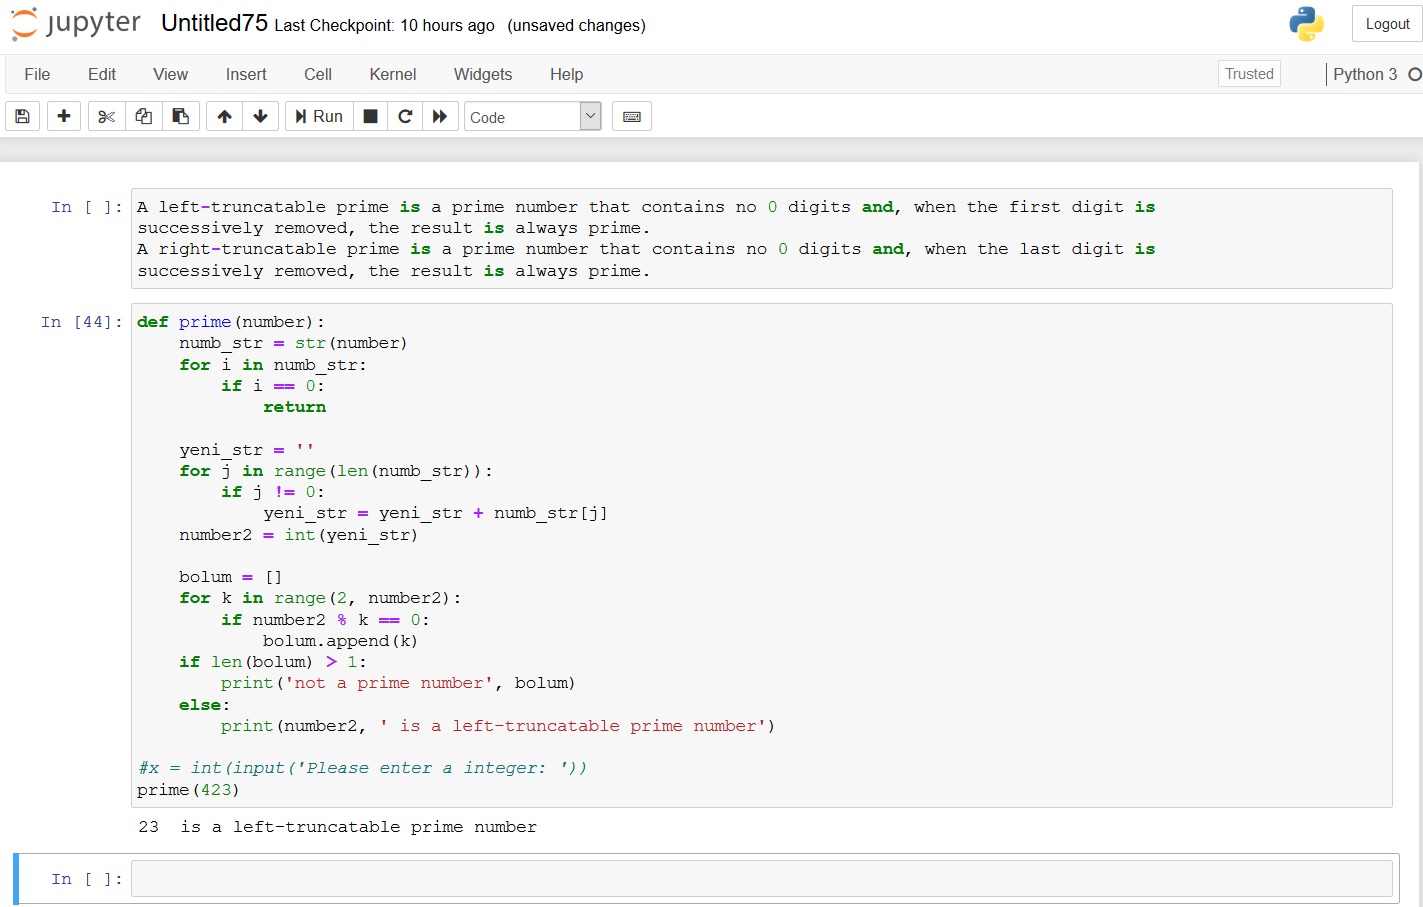 jupyter Untitled75 Last Checkpoint: 10 hours ago (unsaved changes) Logout
File Edit View Insert Cell Kernel Widgets Help Trusted Python 3
Run Code
In [ ]: A left-truncatable prime is a prime number that contains no 0 digits and, when the first digit is
successively removed, the result is always prime.
A right-truncatable prime is a prime number that contains no 0 digits and, when the last digit is
successively removed, the result is always prime.
In [44]: def prime(number):
    numb_str = str(number)
    for i in numb_str:
        if i == 0:
            return
    yeni_str = ''
    for j in range(len(numb_str)):
        if j != 0:
            yeni_str = yeni_str + numb_str[j]
    number2 = int(yeni_str)
    bolum = []
    for k in range(2, number2):
        if number2 % k == 0:
            bolum.append(k)
    if len(bolum) > 1:
        print('not a prime number', bolum)
    else:
        print(number2, ' is a left-truncatable prime number')
#x = int(input('Please enter a integer: '))
prime(423)
23  is a left-truncatable prime number
In [ ]: